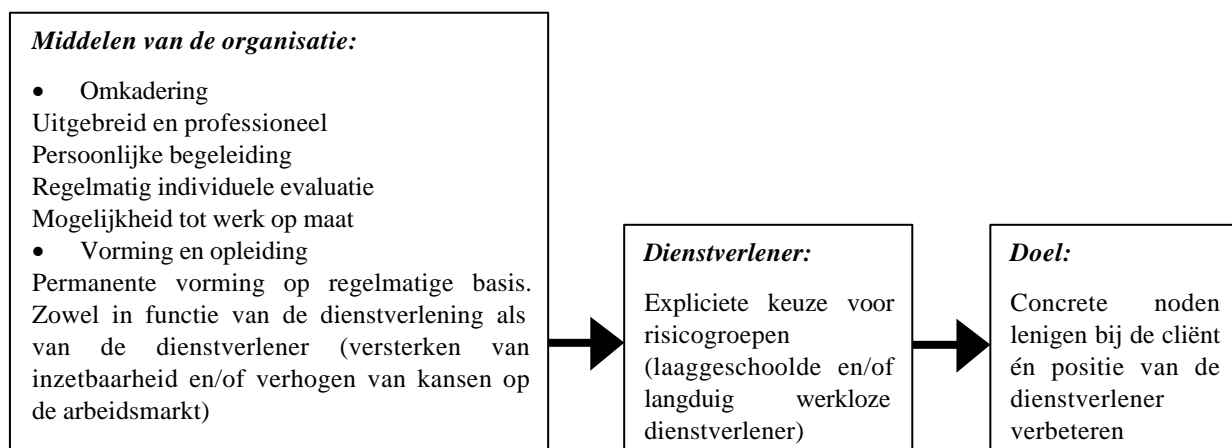 Middelen van de organisatie:
• Omkadering
Uitgebreid en professioneel
Persoonlijke begeleiding
Regelmatig individuele evaluatie
Mogelijkheid tot werk op maat
• Vorming en opleiding
Permanente vorming op regelmatige basis.
Zowel in functie van de dienstverlening als
van de dienstverlener (versterken van
inzetbaarheid en/of verhogen van kansen op
de arbeidsmarkt)
Dienstverlener:
Expliciete keuze voor
risicogroepen
(laaggeschoolde en/of
langduig werkloze
dienstverlener)
Doel:
Concrete noden
lenigen bij de cliënt
én positie van de
dienstverlener
verbeteren